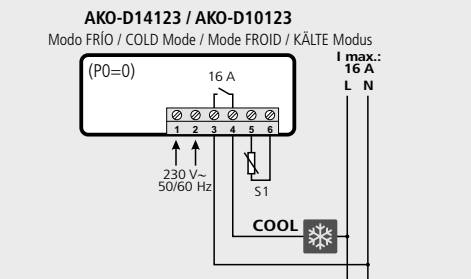 AKO-D14123 / AKO-D10123
Modo FRÍO / COLD Mode / Mode FROID / KÄLTE Modus
I max.:
16 A
L N
(P0=0)
16 A
1 2 3 4 5 6
230 V~
50/60 Hz
S1
COOL